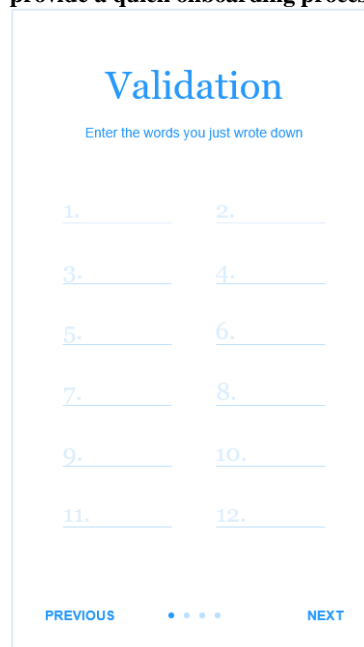 provide a quick onboarding
Validation
Enter the words you just wrote down
1. 2.
3. 4.
5. 6.
7. 8.
9. 10.
11. 12.
PREVIOUS NEXT